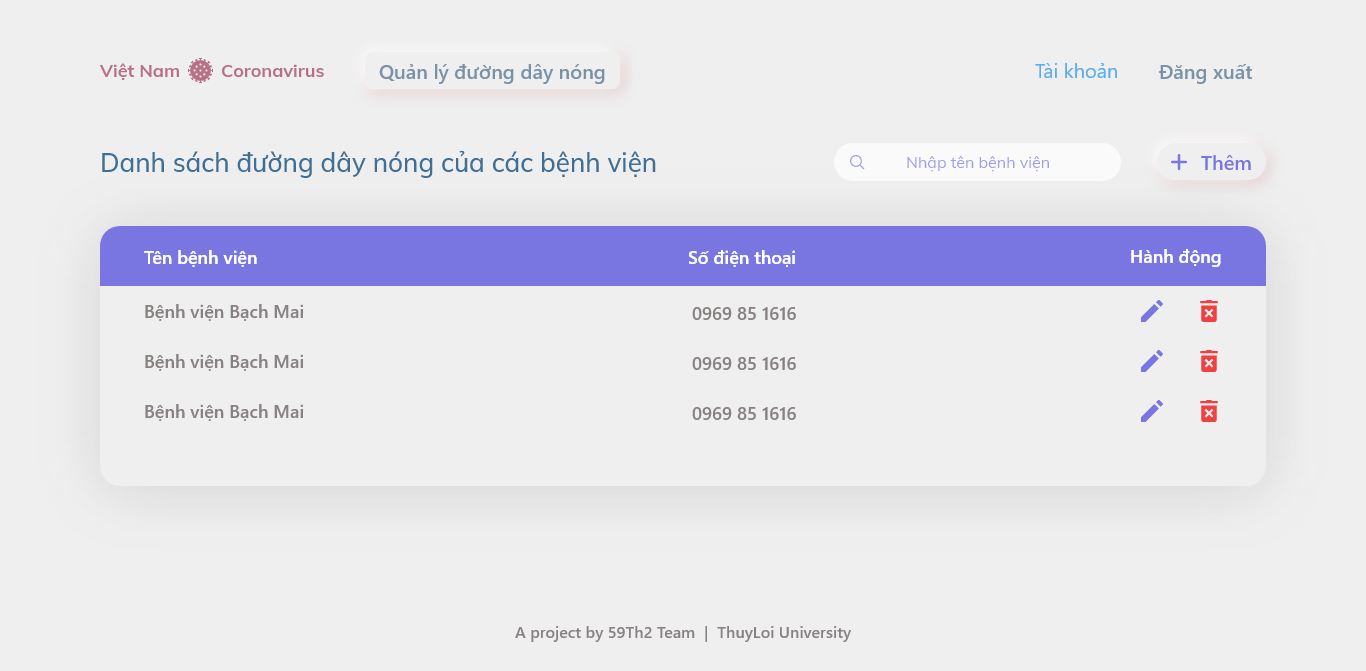 Việt Nam Coronavirus Quản lý đường dây nóng Tài khoản Đăng xuất
Danh sách đường dây nóng của các bệnh viện Nhập tên bệnh viện Thêm
Tên bệnh viện Số điện thoại Hành động
Bệnh viện Bạch Mai 0969 85 1616
Bệnh viện Bạch Mai 0969 85 1616
Bệnh viện Bạch Mai 0969 85 1616
A project by 59Th2 Team | ThuyLoi University